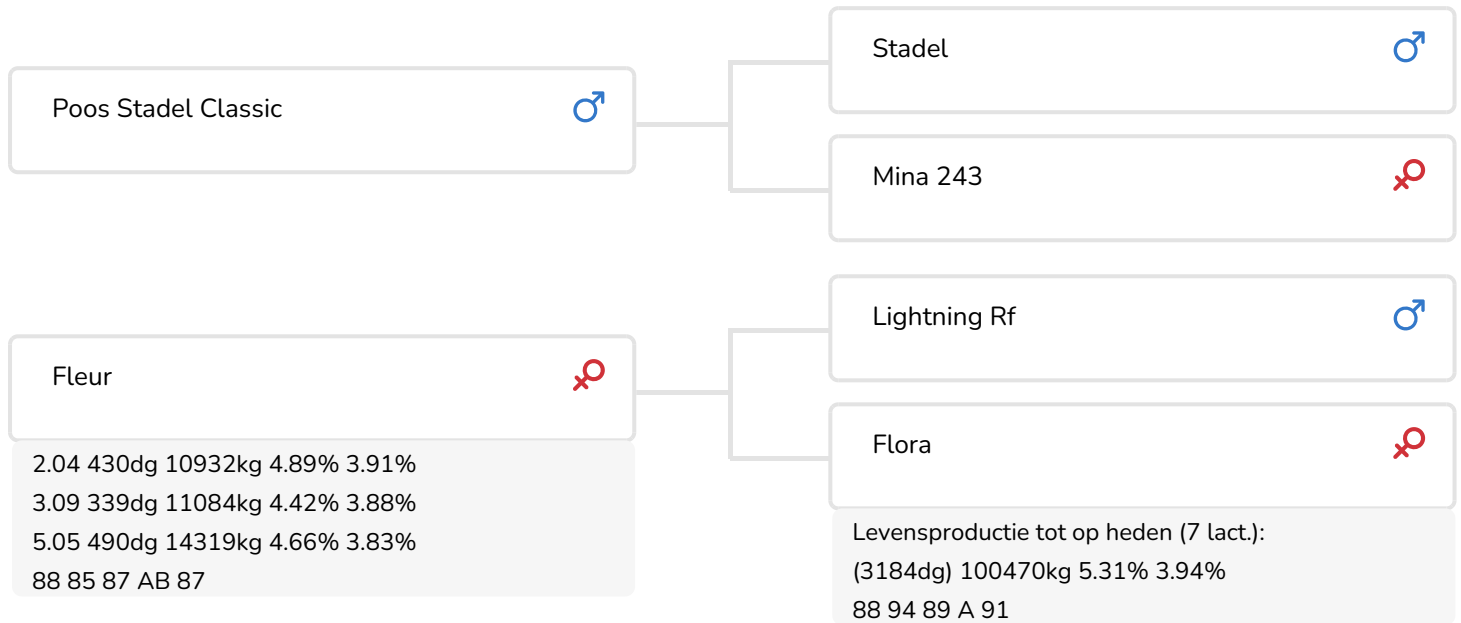 Poos Stadel Classic
Stadel
Mina 243
Fleur
2.04 430dg 10932kg 4.89% 3.91%
3.09 339dg 11084kg 4.42% 3.88%
5.05 490dg 14319kg 4.66% 3.83%
88 85 87 AB 87
Lightning Rf
Flora
Levensproductie tot op heden (7 lact.):
(3184dg) 100470kg 5.31% 3.94%
88 94 89 A 91